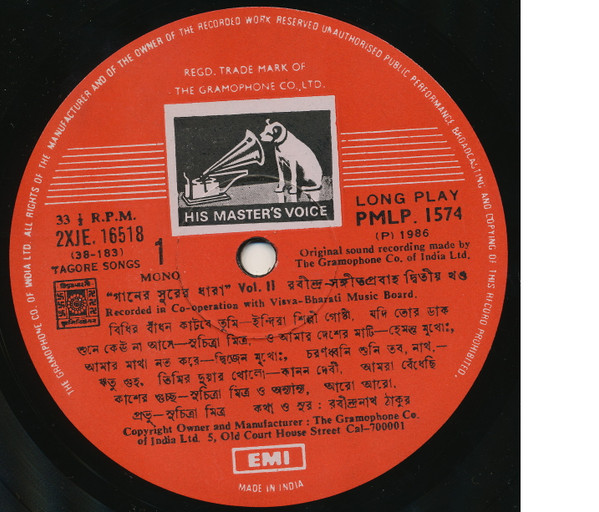 THE GRAMOPHONE CO. OF INDIA LTD. ALL RIGHTS OF THE MANUFACTURER AND OF THE OWNER OF THE RECORDED WORK RESERVED UNAUTHORISED PUBLIC PERFORMANCE BROADCASTING AND COPYING OF THIS RECORD PROHIBITED.
REGD. TRADE MARK OF
THE GRAMOPHONE CO., LTD.
HIS MASTER'S VOICE
33 ⅓ R.P.M.
2XJE. 16518
(38-183)
TAGORE SONGS
1
MONO
LONG PLAY
PMLP. 1574
(P) 1986
Original sound recording made by
The Gramophone Co. of India Ltd.
"গানের সুরের ধারা" Vol. II রবীন্দ্র-সঙ্গীতপ্রবাহ দ্বিতীয় খণ্ড
Recorded in Co-operation with Visva-Bharati Music Board.
বিধির বাঁধন কাটবে তুমি—ইন্দিরা শিল্পী গোষ্ঠী. যদি তোর ডাক
শুনে কেউ না আসে—সুচিত্রা মিত্র, ও আমার দেশের মাটি—হেমন্ত মুখোঃ,
আমার মাথা নত করে—দ্বিজেন মুখোঃ, চরণধ্বনি শুনি তব, নাথ.—
ঋতু গুহ, তিমির দুয়ার খোলো—কানন দেবী. আমরা বেঁধেছি
কাশের গুচ্ছ—সুচিত্রা মিত্র ও অন্যান্য, আরো আরো.
প্রভু—সুচিত্রা মিত্র কথা ও সুর : রবীন্দ্রনাথ ঠাকুর
Copyright Owner and Manufacturer : The Gramophone Co.
of India Ltd. 5, Old Court House Street Cal-700001
EMI
MADE IN INDIA